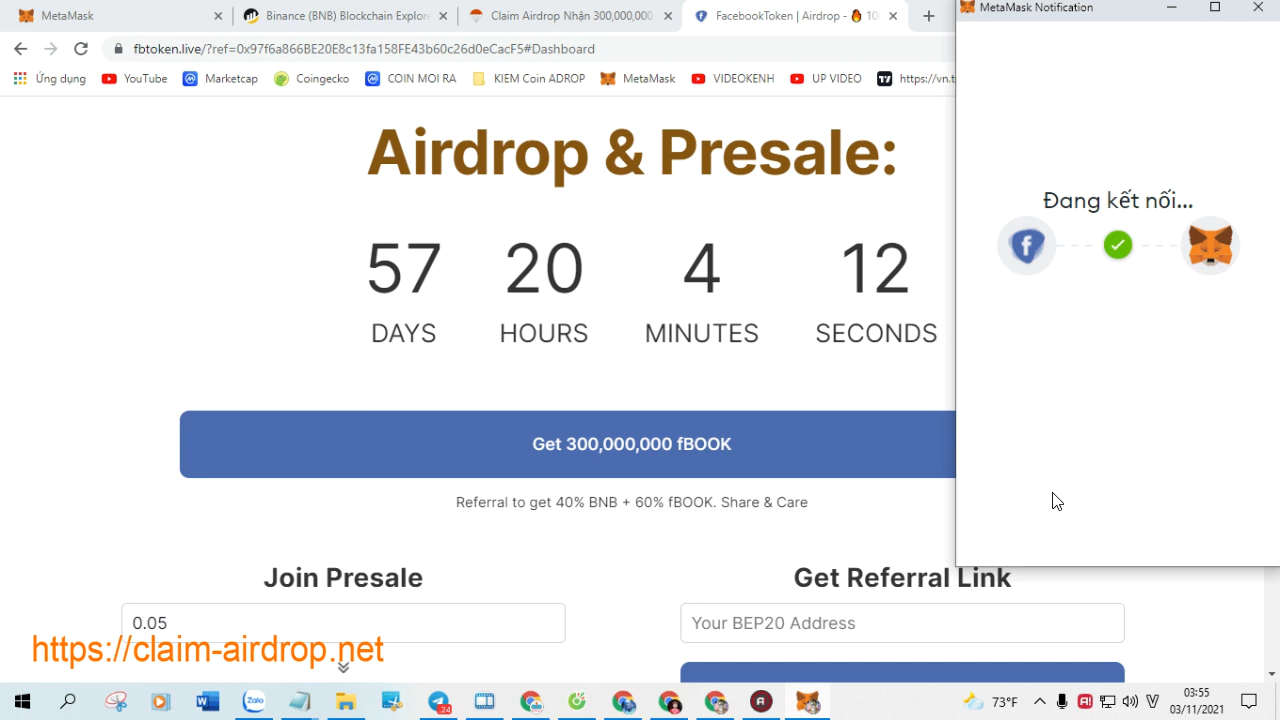 MetaMask
Binance (BNB) Blockchain Explore
Claim Airdrop Nhận 300,000,000
FacebookToken | Airdrop - 🔥 10
MetaMask Notification
fbtoken.live/?ref=0x97f6a866BE20E8c13fa158FE43b60c26d0eCacF5#Dashboard
Ứng dụng
YouTube
Marketcap
Coingecko
COIN MOI RA
KIEM Coin ADROP
MetaMask
VIDEOKENH
UP VIDEO
https://vn.t
Airdrop & Presale:
57 20 4 12
DAYS HOURS MINUTES SECONDS
Đang kết nối...
Get 300,000,000 fBOOK
Referral to get 40% BNB + 60% fBOOK. Share & Care
Join Presale
Get Referral Link
0.05
Your BEP20 Address
https://claim-airdrop.net
Zalo
24
73°F
03:55
03/11/2021